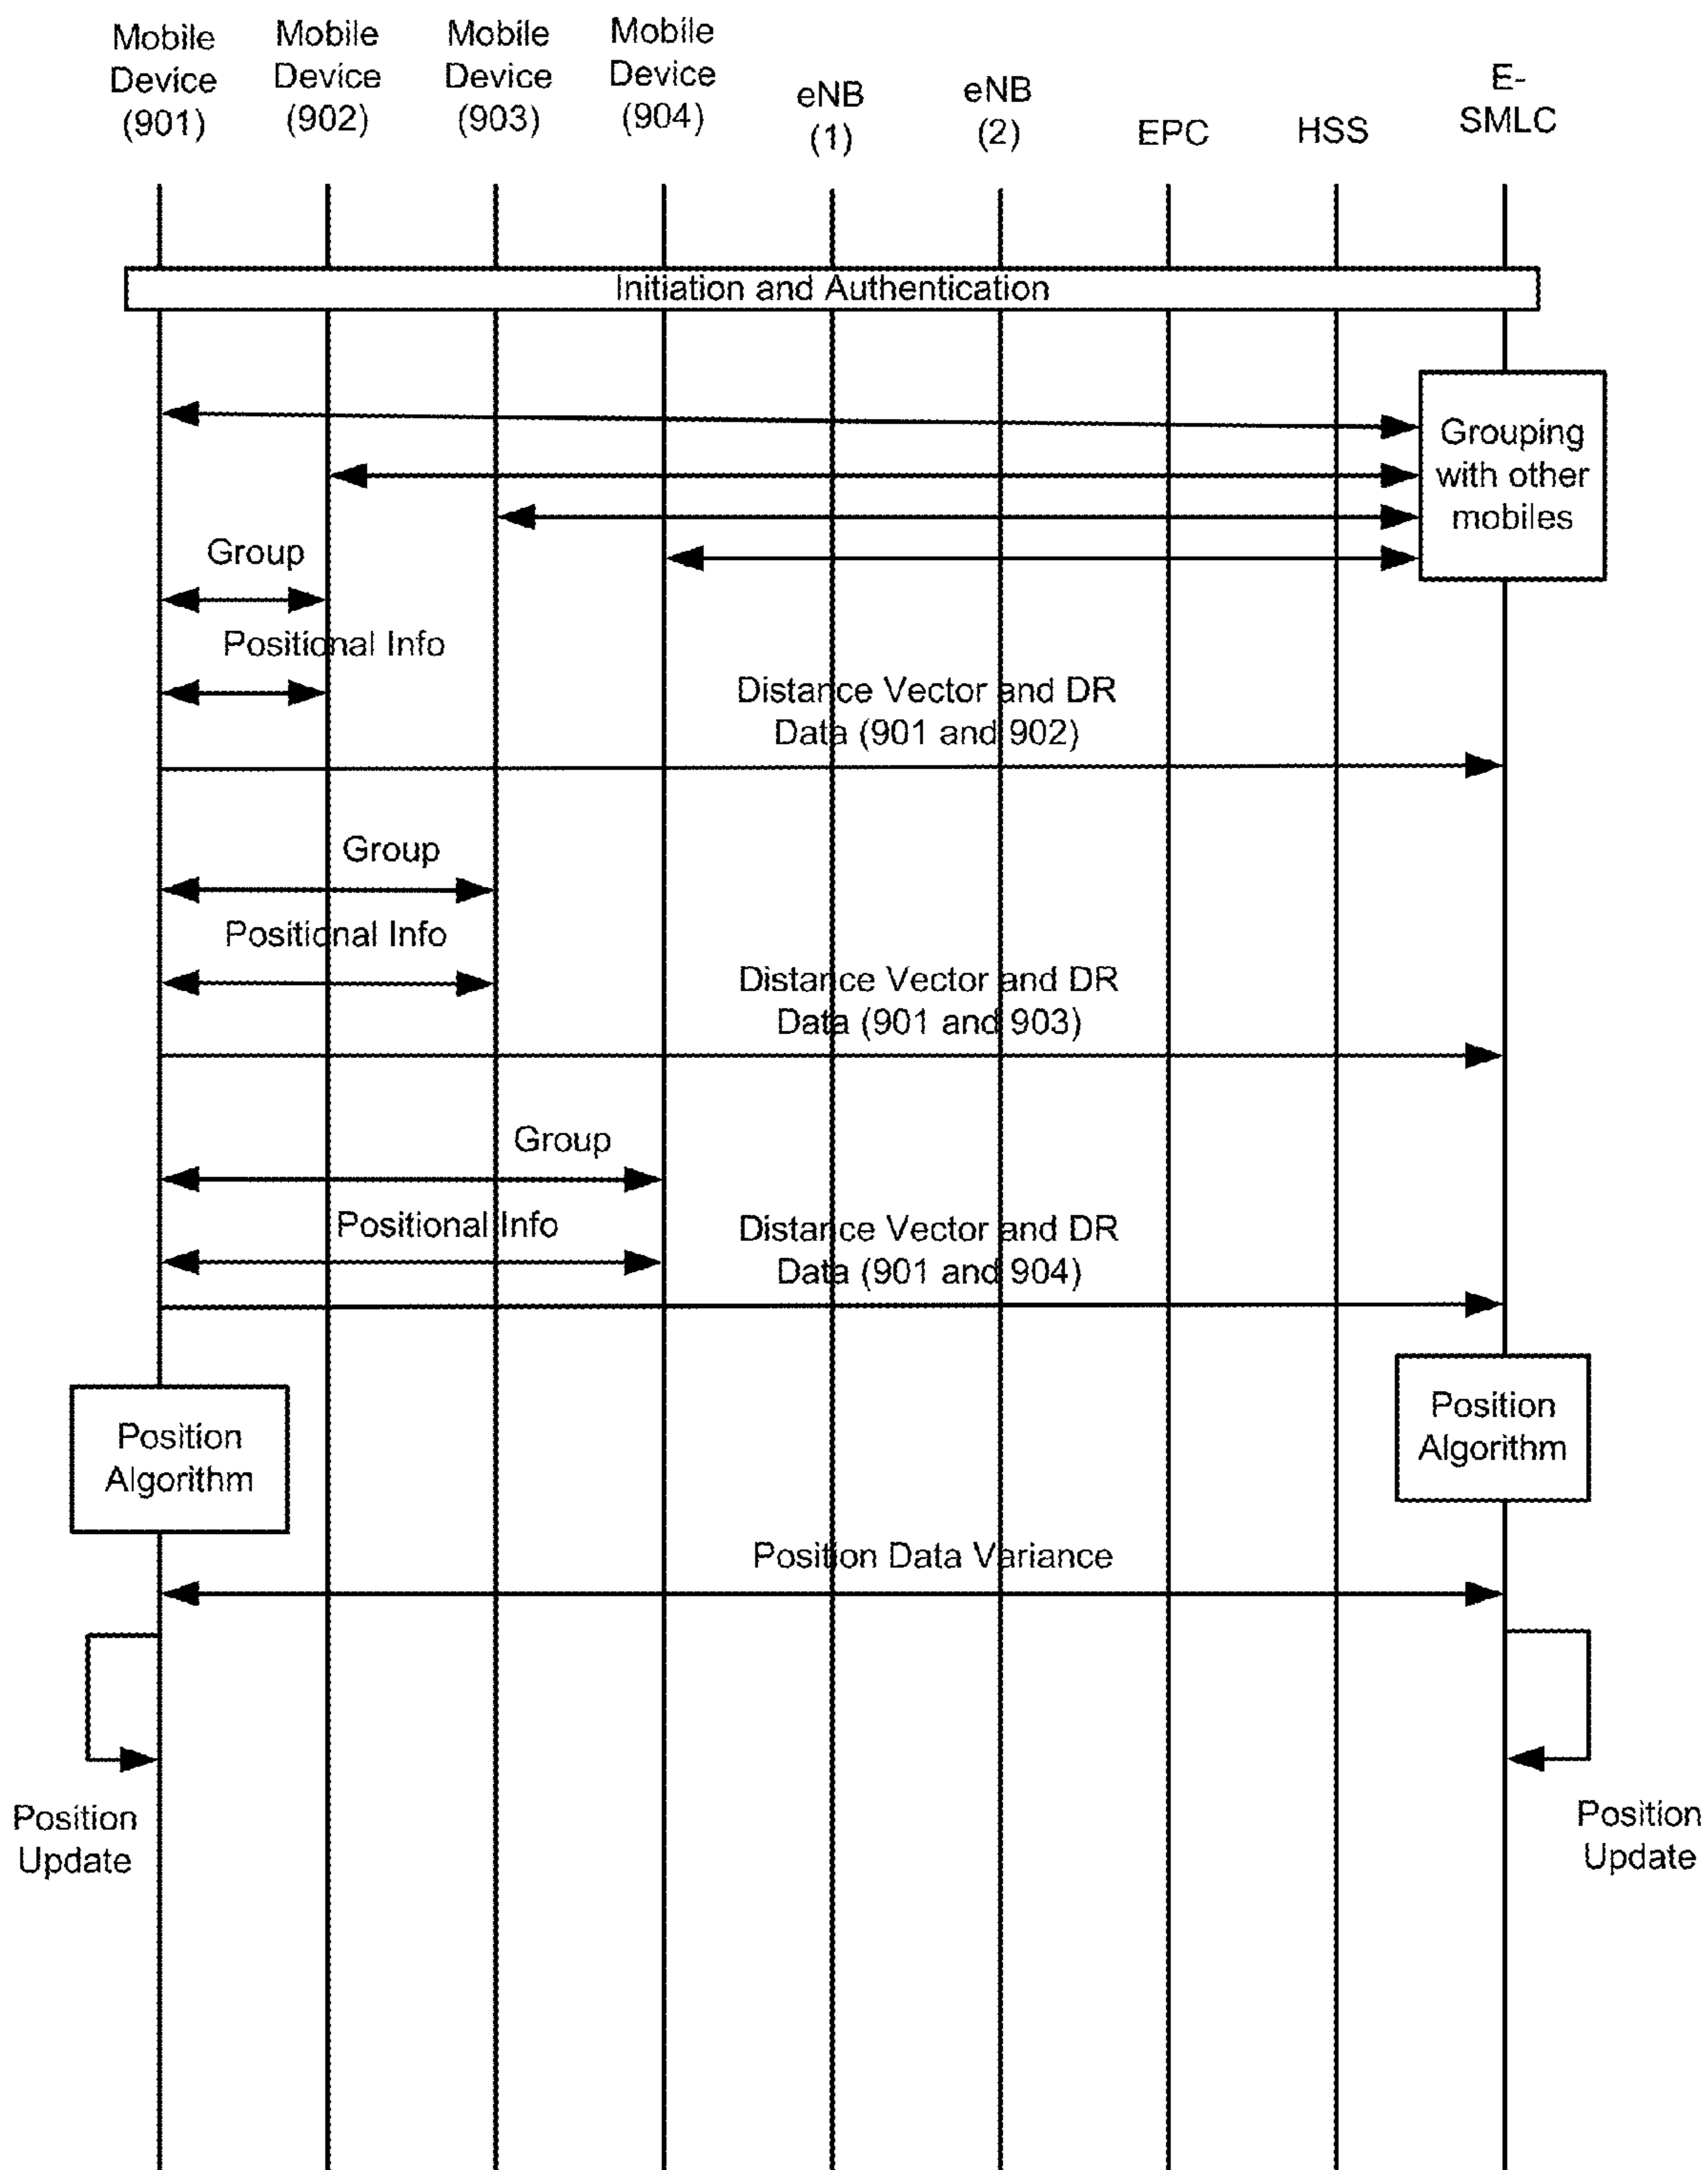 Mobile
Device
(901)
Mobile
Device
(902)
Mobile
Device
(903)
Mobile
Device
(904)
eNB
(1)
eNB
(2)
EPC
HSS
E-
SMLC
Initiation and Authentication
Grouping
with other
mobiles
Group
Positional Info
Distance Vector and DR
Data (901 and 902)
Group
Positional Info
Distance Vector and DR
Data (901 and 903)
Group
Positional Info
Distance Vector and DR
Data (901 and 904)
Position
Algorithm
Position
Algorithm
Position Data Variance
Position
Update
Position
Update